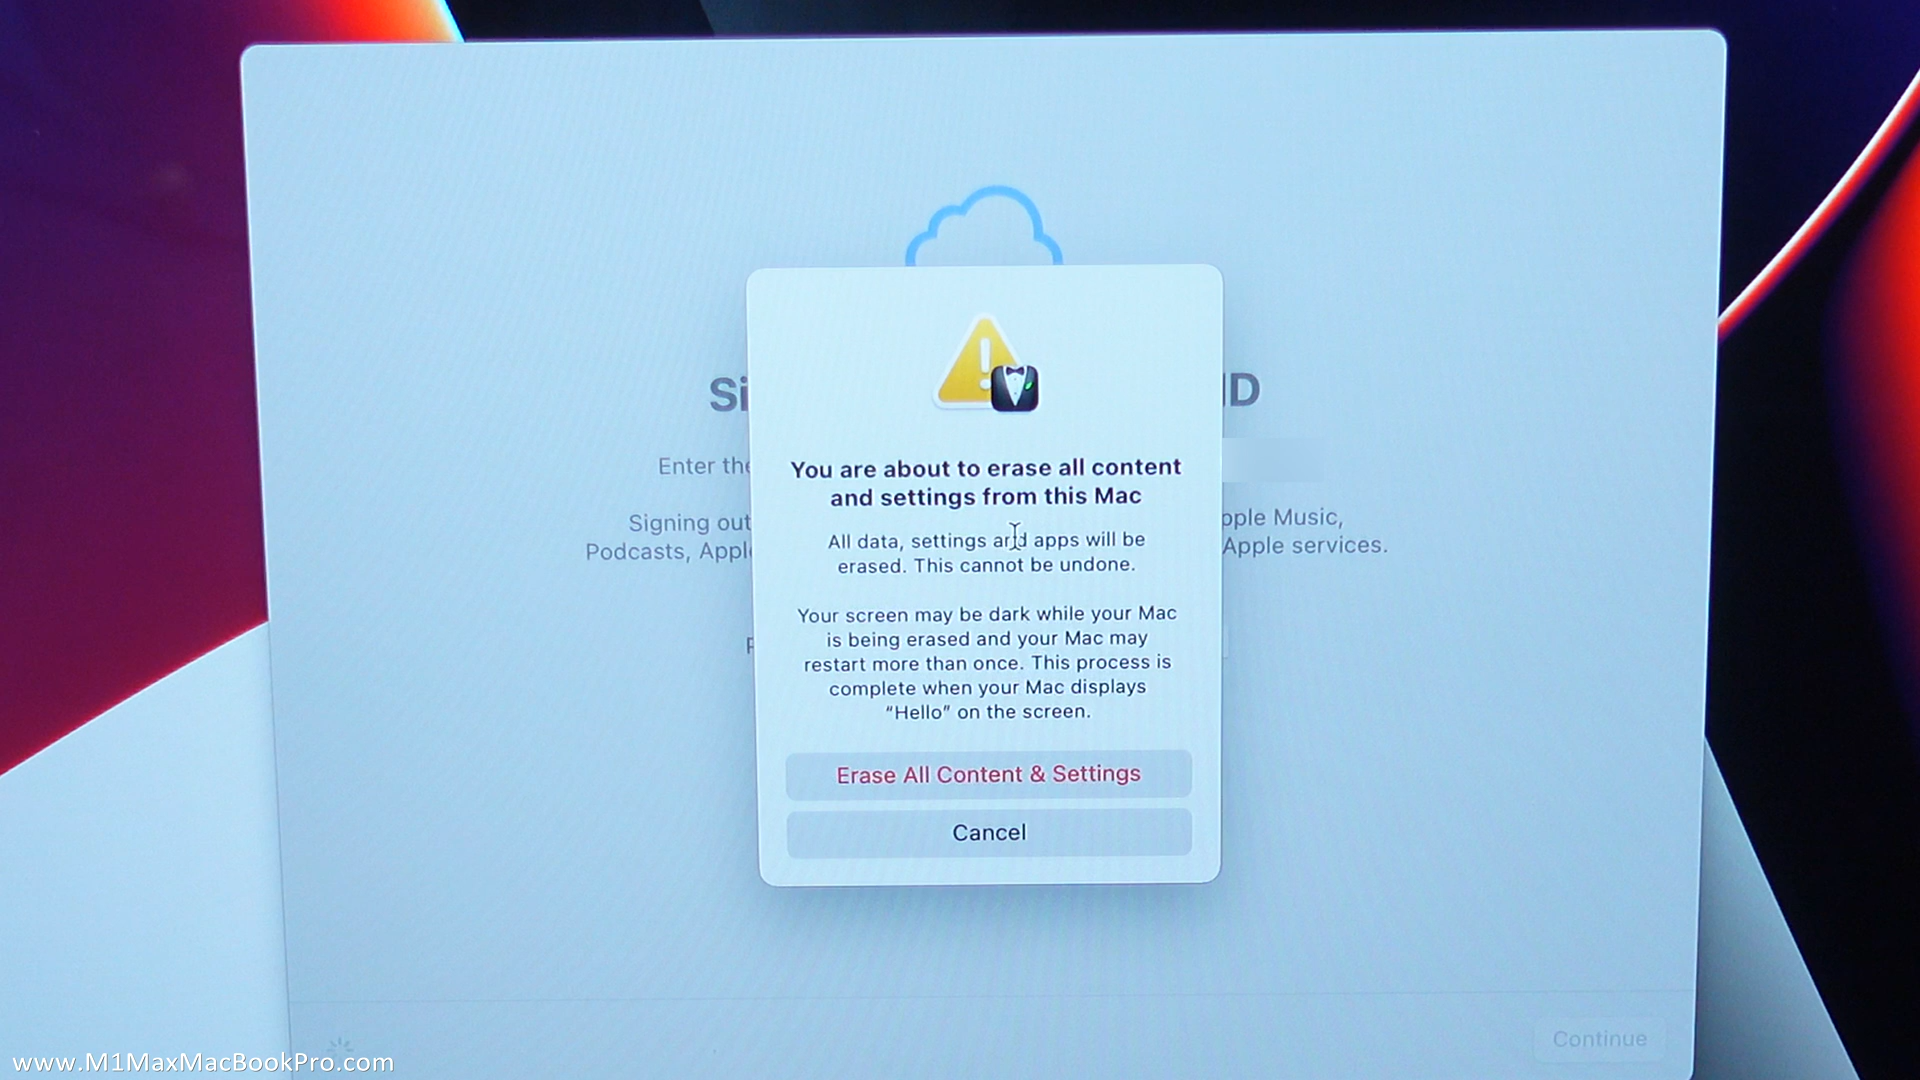 Si
ID
Enter the
Signing out
pple Music,
Podcasts, Apple
Apple services.
You are about to erase all content
and settings from this Mac
All data, settings and apps will be
erased. This cannot be undone.
Your screen may be dark while your Mac
is being erased and your Mac may
restart more than once. This process is
complete when your Mac displays
“Hello” on the screen.
Erase All Content & Settings
Cancel
Continue
www.M1MaxMacBookPro.com